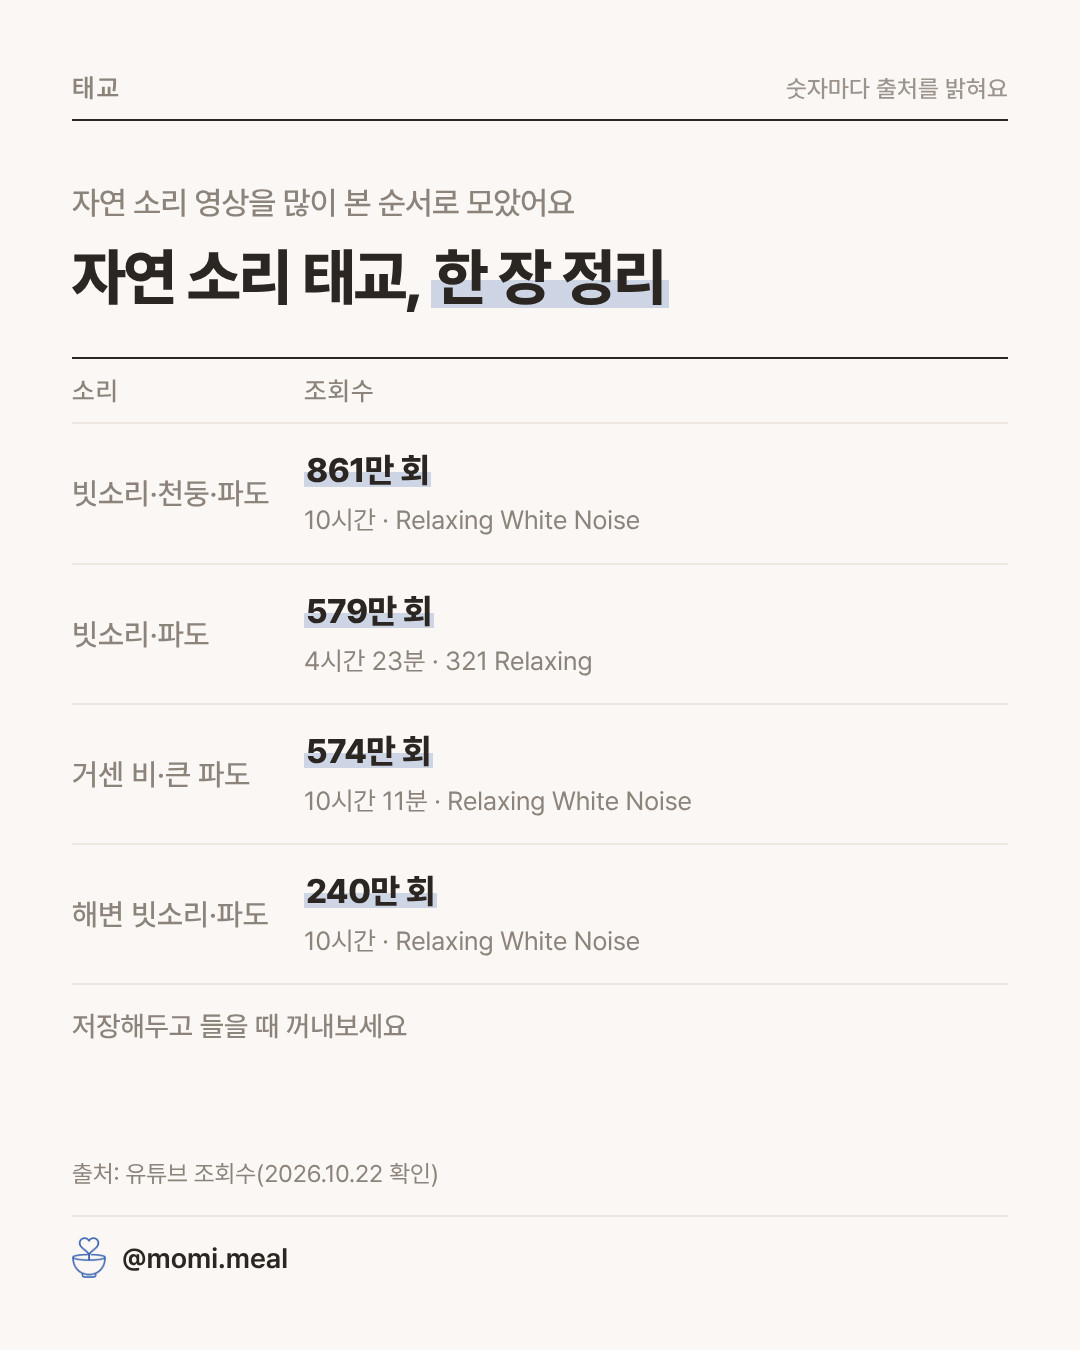 태교
숫자마다 출처를 밝혀요
자연 소리 영상을 많이 본 순서로 모았어요
자연 소리 태교, 한 장 정리
소리 조회수
빗소리·천둥·파도
861만 회
10시간 · Relaxing White Noise
빗소리·파도
579만 회
4시간 23분 · 321 Relaxing
거센 비·큰 파도
574만 회
10시간 11분 · Relaxing White Noise
해변 빗소리·파도
240만 회
10시간 · Relaxing White Noise
저장해두고 들을 때 꺼내보세요
출처: 유튜브 조회수(2026.10.22 확인)
@momi.meal